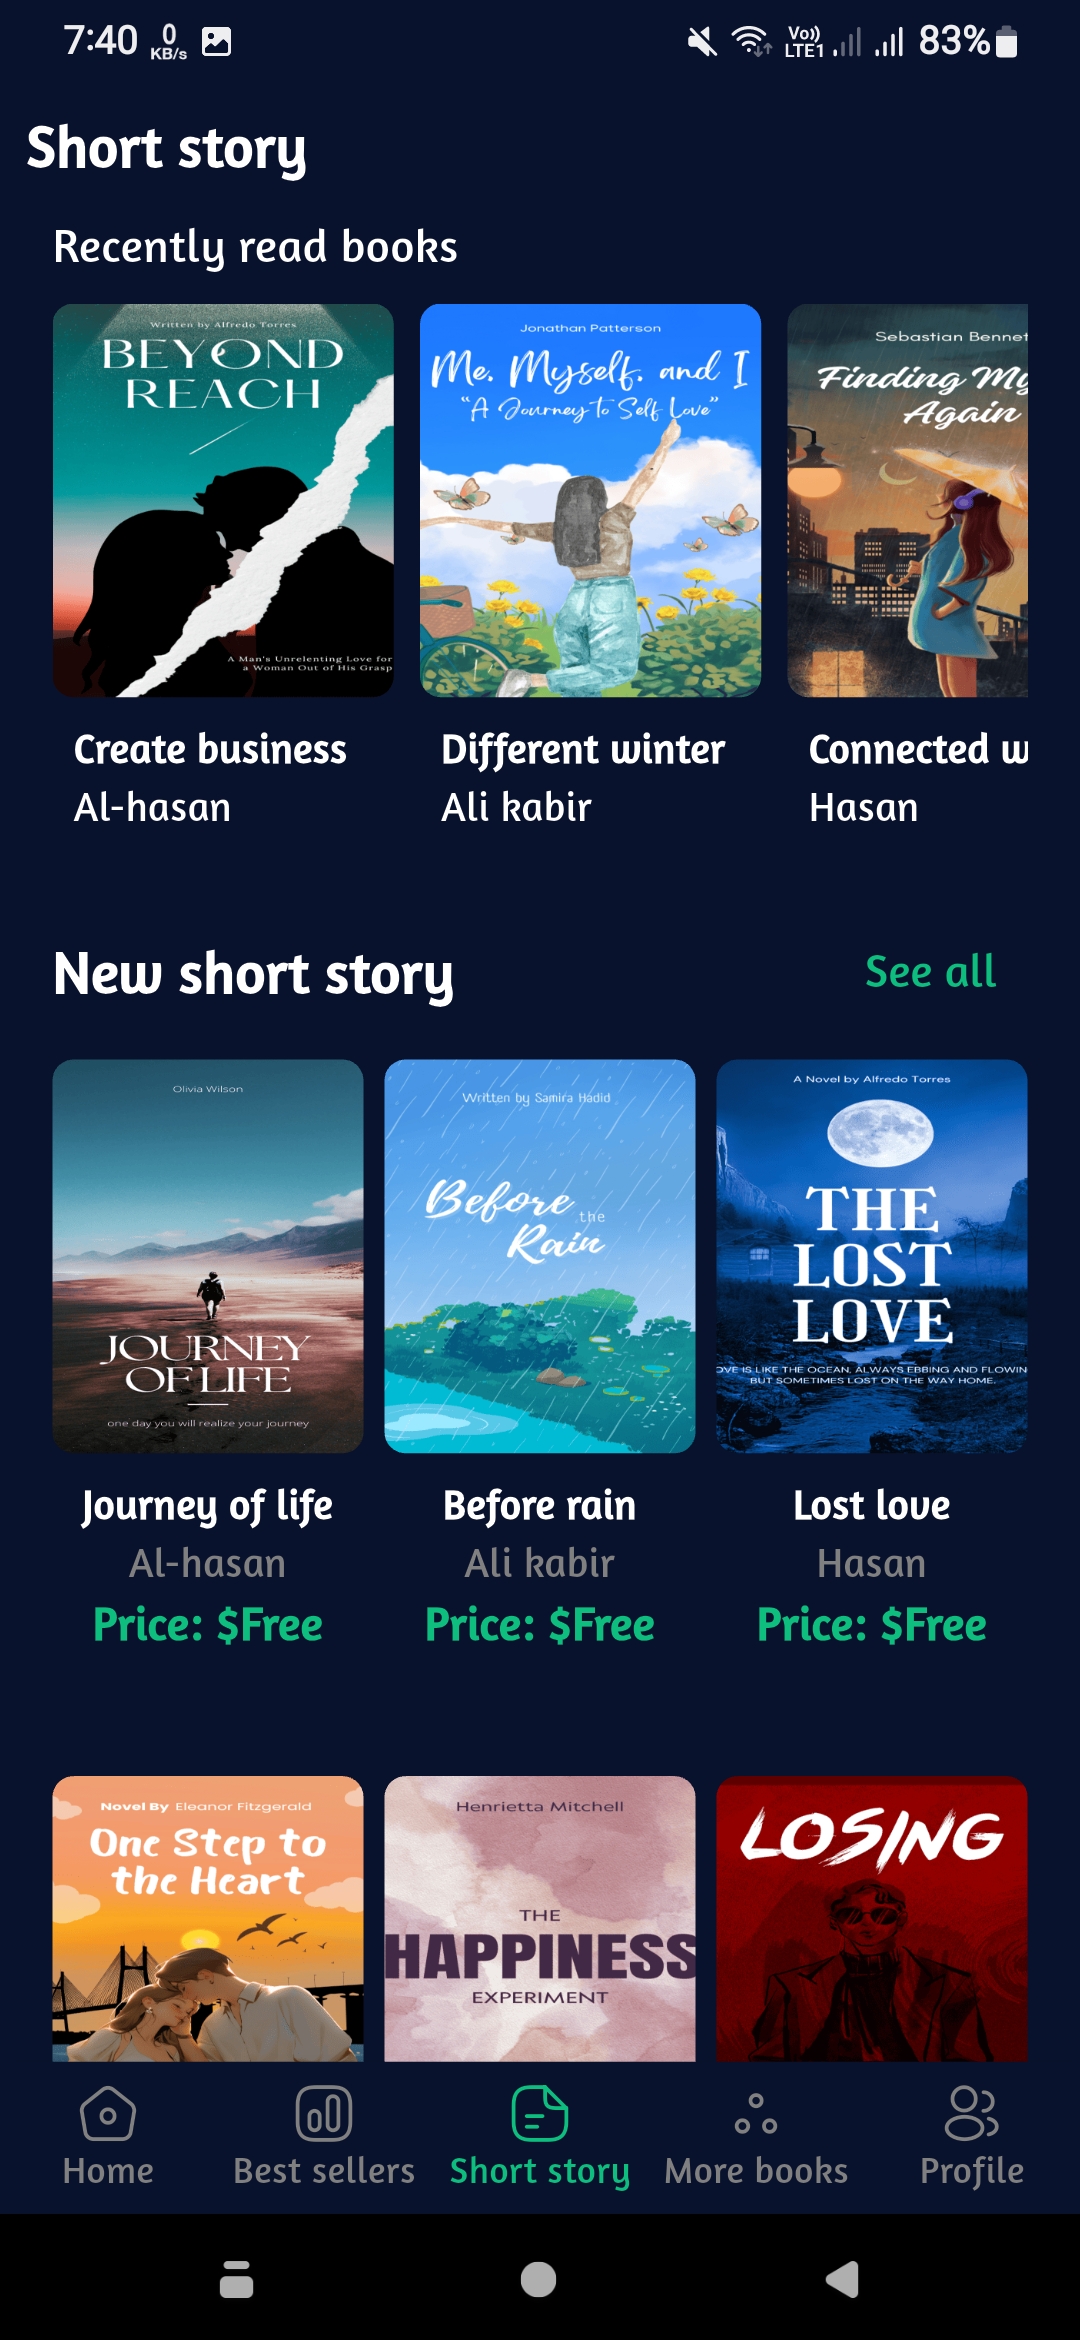 7:40 0 KB/s Vo)) LTE1 83%
Short story
Recently read books
Written by Alfredo Torres
BEYOND
REACH
A Man's Unrelenting Love for
a Woman Out of His Grasp
Jonathan Patterson
Me. Myself. and I
"A Journey to Self Love"
Sebastian Bennet
Finding My
Again
Create business
Al-hasan
Different winter
Ali kabir
Connected w
Hasan
New short story
See all
Olivia Wilson
JOURNEY
OF LIFE
one day you will realize your journey
Written by Samira Hadid
Before
the
Rain
A Novel by Alfredo Torres
THE
LOST
LOVE
OVE IS LIKE THE OCEAN, ALWAYS EBBING AND FLOWIN
BUT SOMETIMES LOST ON THE WAY HOME.
Journey of life
Al-hasan
Price: $Free
Before rain
Ali kabir
Price: $Free
Lost love
Hasan
Price: $Free
Novel By Eleanor Fitzgerald
One Step to
the Heart
Henrietta Mitchell
THE
HAPPINESS
EXPERIMENT
LOSING
Home
Best sellers
Short story
More books
Profile